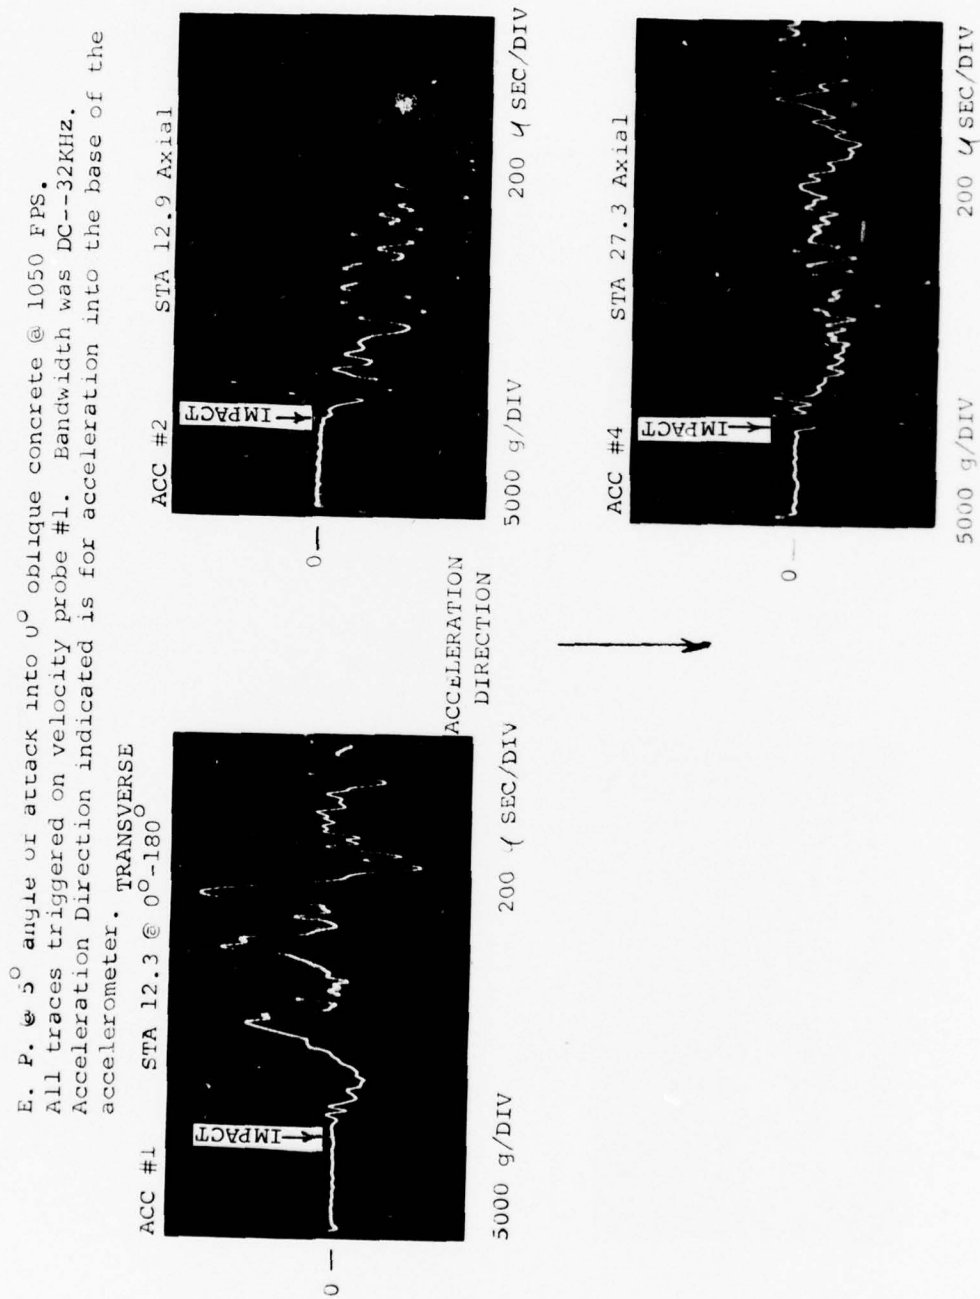 E. P. @ 5° angle of attack into 0° oblique concrete @ 1050 FPS.
All traces triggered on velocity probe #1. Bandwidth was DC--32KHz.
Acceleration Direction indicated is for acceleration into the base of the
accelerometer.
TRANSVERSE
ACC #1 STA 12.3 @ 0°-180°
IMPACT
0
5000 g/DIV 200 μ SEC/DIV
ACCELERATION
DIRECTION
ACC #2 STA 12.9 Axial
IMPACT
0
5000 g/DIV 200 μ SEC/DIV
ACC #4 STA 27.3 Axial
IMPACT
0
5000 g/DIV 200 μ SEC/DIV